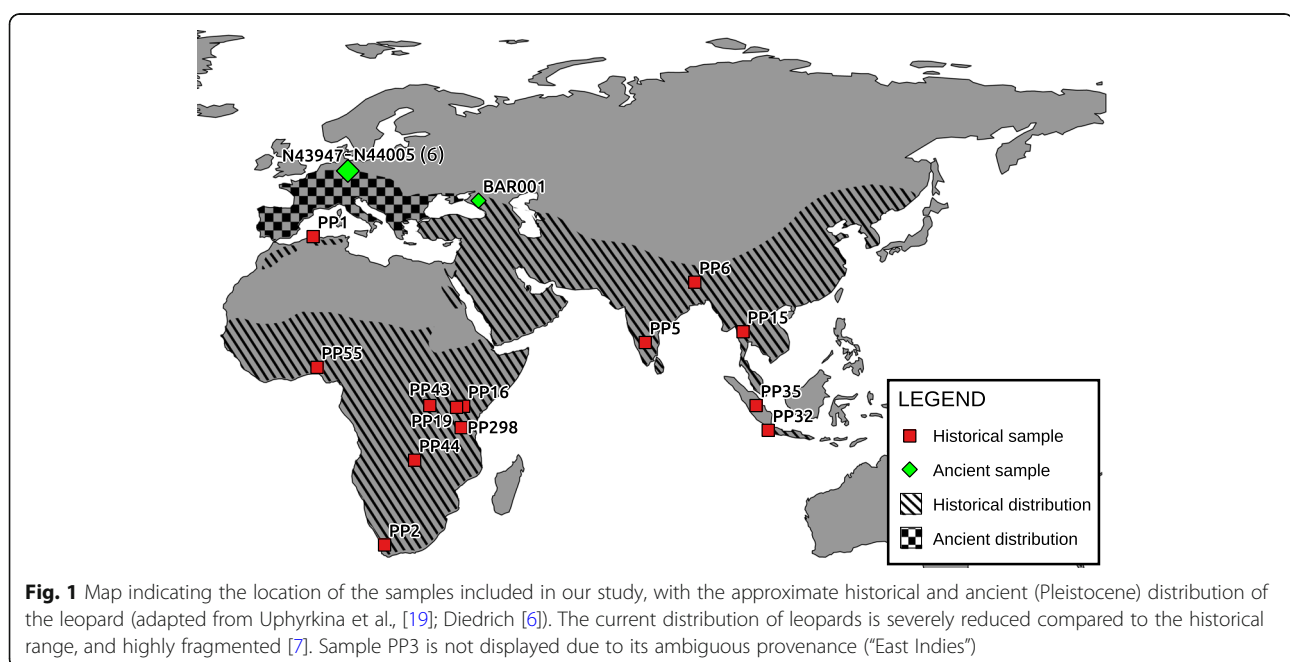 N43947-N44005 (6)
BAR001
PP1
PP6
PP5
PP15
PP55
PP43
PP16
PP35
PP19
PP298
PP32
PP44
PP2
LEGEND
Historical sample
Ancient sample
Historical distribution
Ancient distribution
Fig. 1 Map indicating the location of the samples included in our study, with the approximate historical and ancient (Pleistocene) distribution of
the leopard (adapted from Uphyrkina et al., [19]; Diedrich [6]). The current distribution of leopards is severely reduced compared to the historical
range, and highly fragmented [7]. Sample PP3 is not displayed due to its ambiguous provenance (“East Indies”)